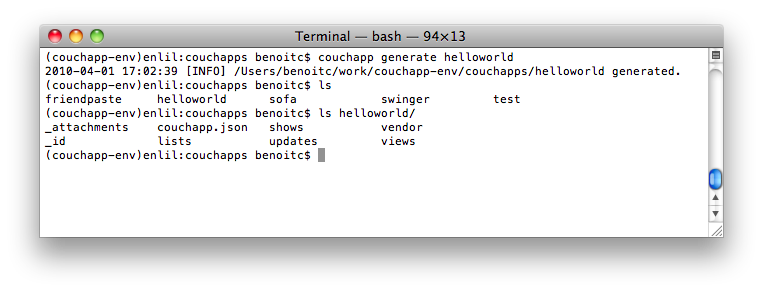 Terminal — bash — 94×13
(couchapp-env)enlil:couchapps benoitc$ couchapp generate helloworld
2010-04-01 17:02:39 [INFO] /Users/benoitc/work/couchapp-env/couchapps/helloworld generated.
(couchapp-env)enlil:couchapps benoitc$ ls
friendpaste     helloworld      sofa            swinger         test
(couchapp-env)enlil:couchapps benoitc$ ls helloworld/
_attachments    couchapp.json   shows           vendor
_id             lists           updates         views
(couchapp-env)enlil:couchapps benoitc$